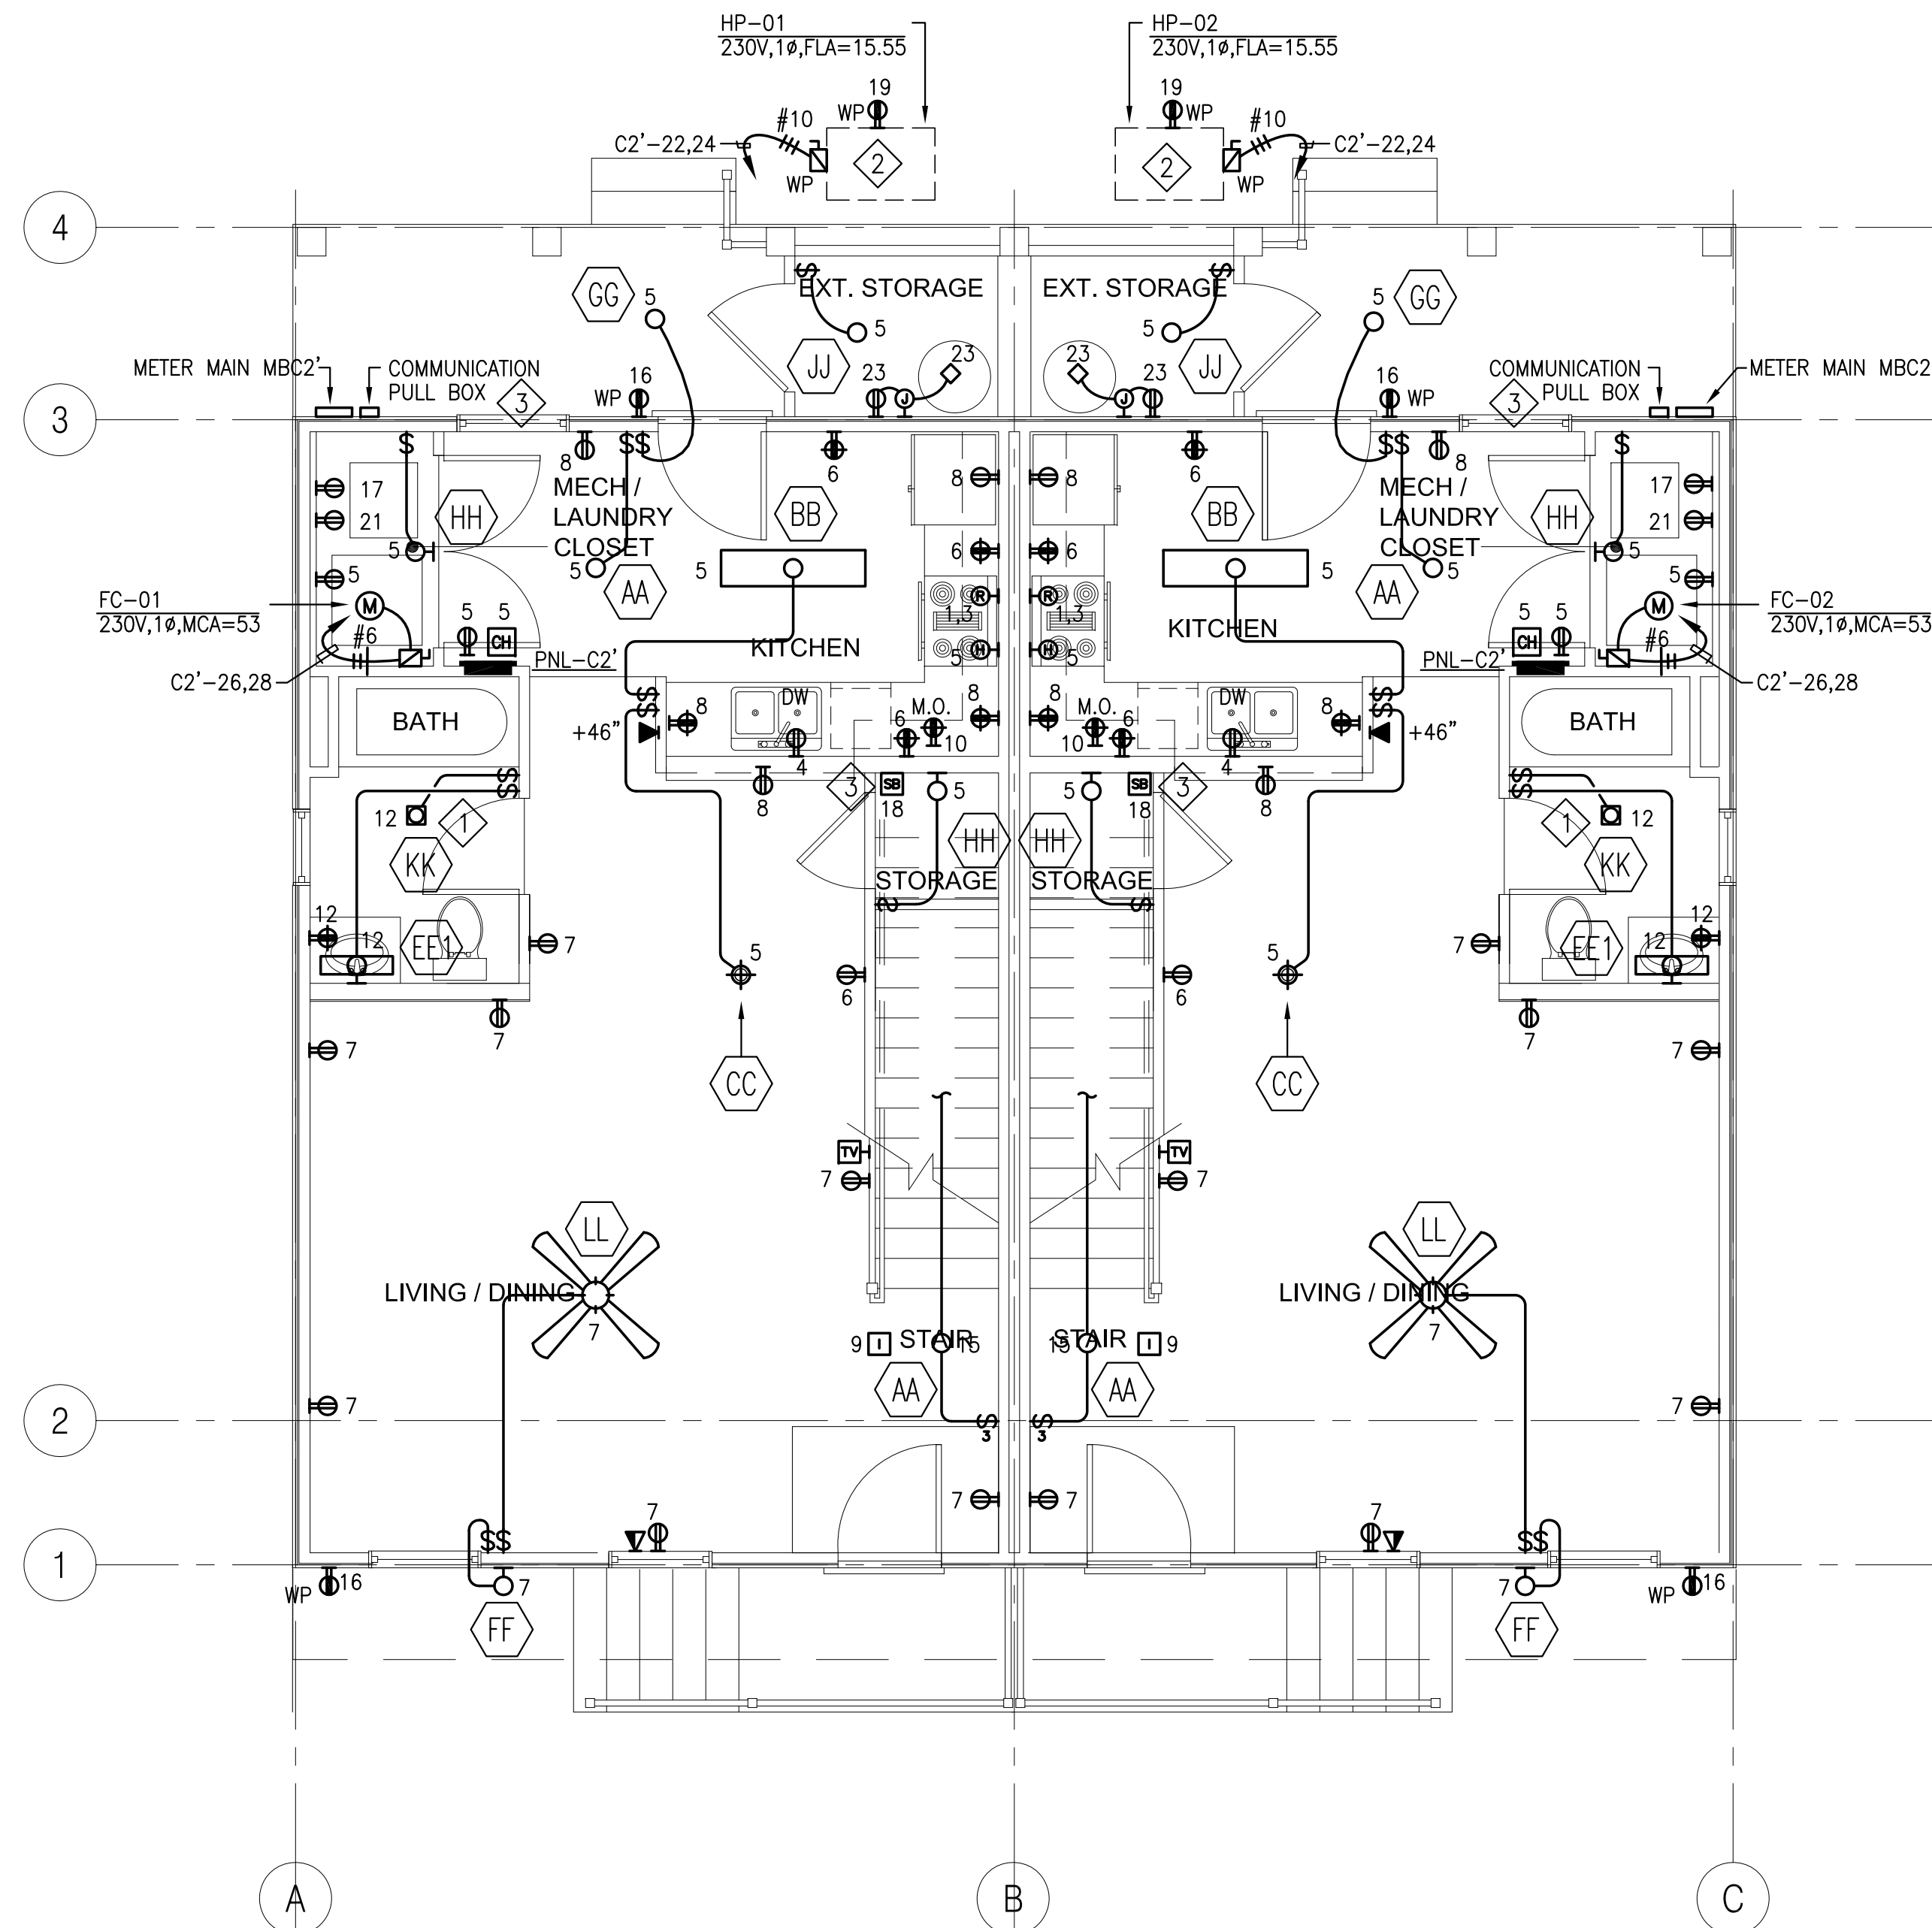 HP-01
230V,1ø,FLA=15.55
HP-02
230V,1ø,FLA=15.55
19
WP
#10
C2'-22,24
2
WP
19
WP
#10
C2'-22,24
2
WP
4
GG
5
EXT. STORAGE
5
JJ
23
23
EXT. STORAGE
5
JJ
23
23
GG
5
METER MAIN MBC2'
COMMUNICATION
PULL BOX
3
WP
16
16
WP
COMMUNICATION
PULL BOX
3
METER MAIN MBC2
3
$
8
$$
6
8
8
6
$$
8
$
17
21
HH
MECH /
LAUNDRY
CLOSET
BB
BB
MECH /
LAUNDRY
CLOSET
HH
17
21
5
5
AA
5
6
6
5
AA
5
5
5
M
FC-01
230V,1ø,MCA=53
#6
5
5
CH
R
1,3
H
5
R
1,3
H
5
5
5
CH
5
M
#6
FC-02
230V,1ø,MCA=53
C2'-26,28
PNL-C2'
KITCHEN
KITCHEN
PNL-C2'
C2'-26,28
BATH
$
$
+46"
8
DW
M.O.
6
10
4
8
8
M.O.
6
10
DW
4
8
8
$
$
+46"
BATH
8
3
SB
18
5
5
SB
18
3
8
$
$
12
1
KK
HH
STORAGE
$
HH
STORAGE
$
$
$
12
1
KK
12
12
EE1
7
7
7
5
CC
6
6
5
CC
7
7
EE1
12
12
7
TV
7
TV
7
LL
LIVING / DINING
7
LL
LIVING / DINING
7
9
I
STAIR
15
AA
STAIR
15
I
9
AA
2
7
$
3
$
3
7
7
7
1
$$
7
7
$$
WP
16
7
FF
7
FF
WP
16
A
B
C